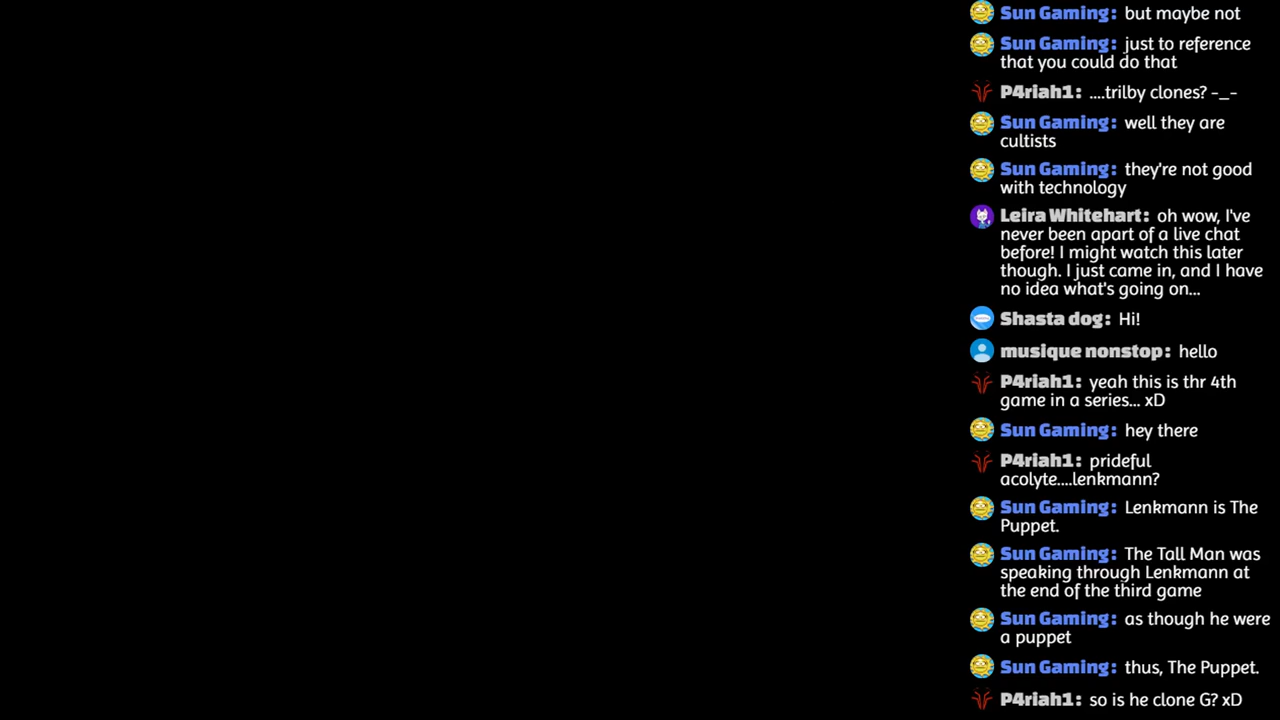 Sun Gaming: but maybe not
Sun Gaming: just to reference
that you could do that
P4riah1: ....trilby clones? -_-
Sun Gaming: well they are
cultists
Sun Gaming: they're not good
with technology
Leira Whitehart: oh wow, I've
never been apart of a live chat
before! I might watch this later
though. I just came in, and I have
no idea what's going on...
Shasta dog: Hi!
musique nonstop: hello
P4riah1: yeah this is thr 4th
game in a series... xD
Sun Gaming: hey there
P4riah1: prideful
acolyte....lenkmann?
Sun Gaming: Lenkmann is The
Puppet.
Sun Gaming: The Tall Man was
speaking through Lenkmann at
the end of the third game
Sun Gaming: as though he were
a puppet
Sun Gaming: thus, The Puppet.
P4riah1: so is he clone G? xD